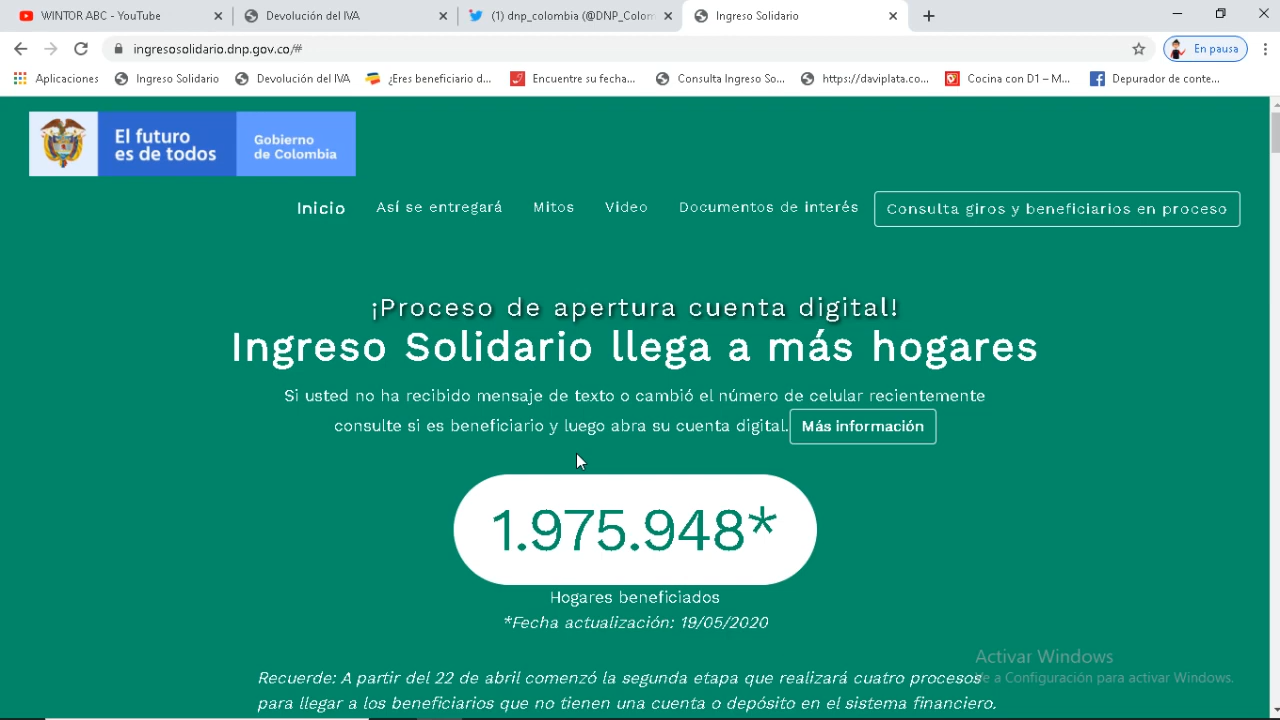 WINTOR ABC - YouTube
Devolución del IVA
(1) dnp_colombia (@DNP_Colom
Ingreso Solidario
ingresosolidario.dnp.gov.co/#
En pausa
Aplicaciones
Ingreso Solidario
Devolución del IVA
¿Eres beneficiario d...
Encuentre su fecha...
Consulta Ingreso So...
https://daviplata.co...
Cocina con D1 – M...
Depurador de conte...
El futuro
es de todos
Gobierno
de Colombia
Inicio
Así se entregará
Mitos
Video
Documentos de interés
Consulta giros y beneficiarios en proceso
¡Proceso de apertura cuenta digital!
Ingreso Solidario llega a más hogares
Si usted no ha recibido mensaje de texto o cambió el número de celular recientemente
consulte si es beneficiario y luego abra su cuenta digital.
Más información
1.975.948*
Hogares beneficiados
*Fecha actualización: 19/05/2020
Activar Windows
Ve a Configuración para activar Windows.
Recuerde: A partir del 22 de abril comenzó la segunda etapa que realizará cuatro procesos
para llegar a los beneficiarios que no tienen una cuenta o depósito en el sistema financiero.